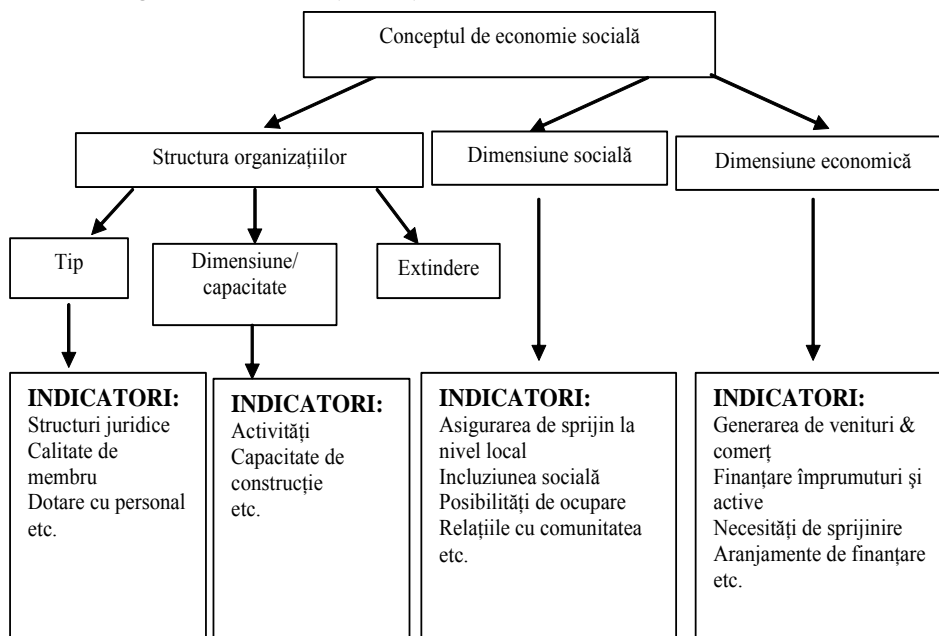 Conceptul de economie socială
Structura organizațiilor
Dimensiune socială
Dimensiune economică
Tip
Dimensiune/
capacitate
Extindere
INDICATORI:
Structuri juridice
Calitate de
membru
Dotare cu personal
etc.
INDICATORI:
Activități
Capacitate de
construcție
etc.
INDICATORI:
Asigurarea de sprijin la
nivel local
Incluziunea socială
Posibilități de ocupare
Relațiile cu comunitatea
etc.
INDICATORI:
Generarea de venituri &
comerț
Finanțare împrumuturi și
active
Necesități de sprijinire
Aranjamente de finanțare
etc.